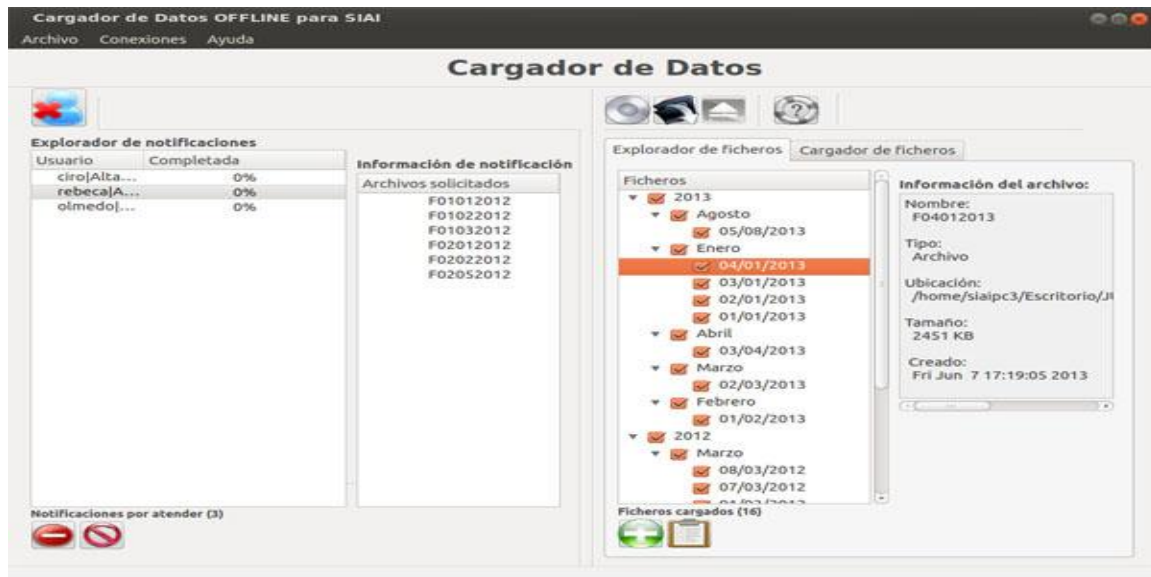 Cargador de Datos OFFLINE para SIAI
Archivo Conexiones Ayuda
Cargador de Datos
Explorador de notificaciones
Usuario Completada
ciro|Alta... 0%
rebeca|A... 0%
olmedo|... 0%
Información de notificación
Archivos solicitados
F01012012
F01022012
F01032012
F02012012
F02022012
F02052012
Notificaciones por atender (3)
Explorador de ficheros Cargador de ficheros
Ficheros
2013
Agosto
05/08/2013
Enero
04/01/2013
03/01/2013
02/01/2013
01/01/2013
Abril
03/04/2013
Marzo
02/03/2013
Febrero
01/02/2013
2012
Marzo
08/03/2012
07/03/2012
Ficheros cargados (16)
Información del archivo:
Nombre:
F04012013
Tipo:
Archivo
Ubicación:
/home/siaipc3/Escritorio/
Tamaño:
2451 KB
Creado:
Fri Jun 7 17:19:05 2013